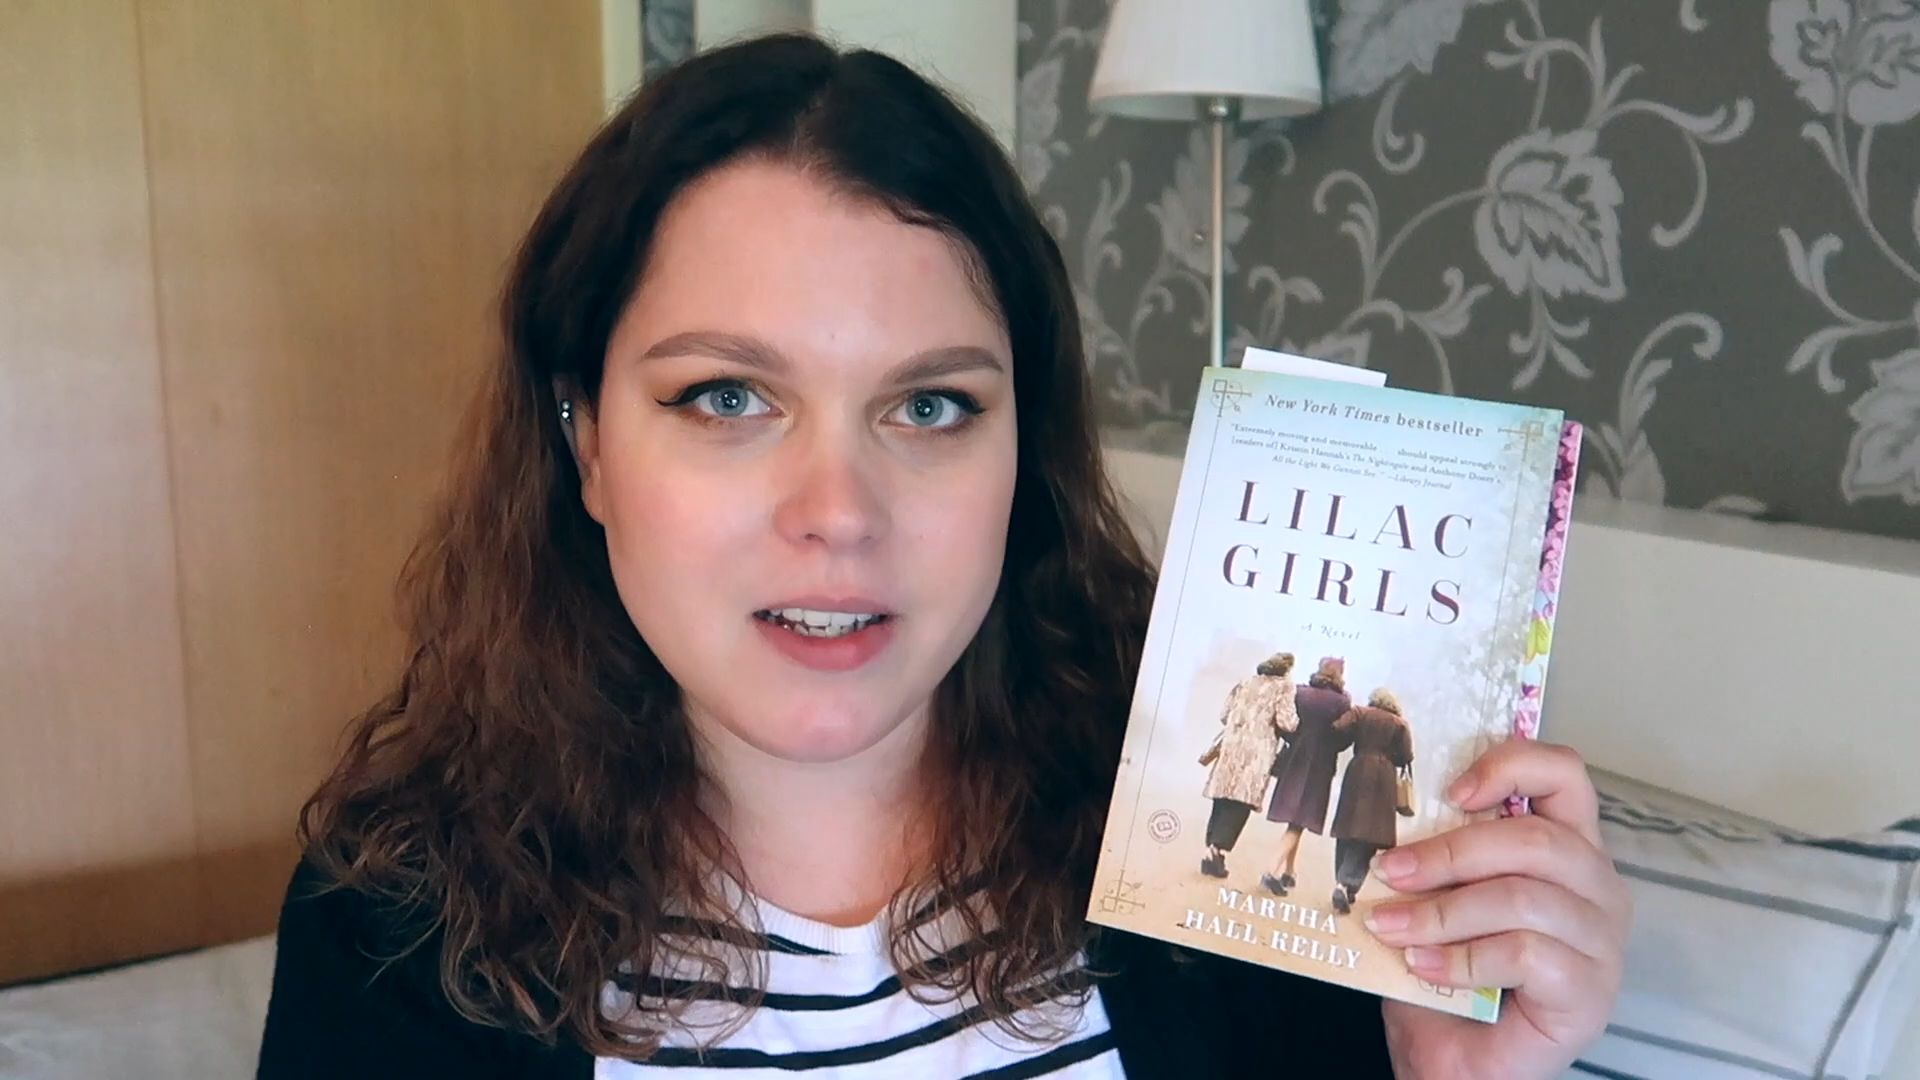 New York Times bestseller
"Extremely moving and memorable should appeal strongly to
[readers of] Kristin Hannah's The Nightingale and Anthony Doerr's
All the Light We Cannot See." —Library Journal
LILAC
GIRLS
A Novel
MARTHA
HALL KELLY